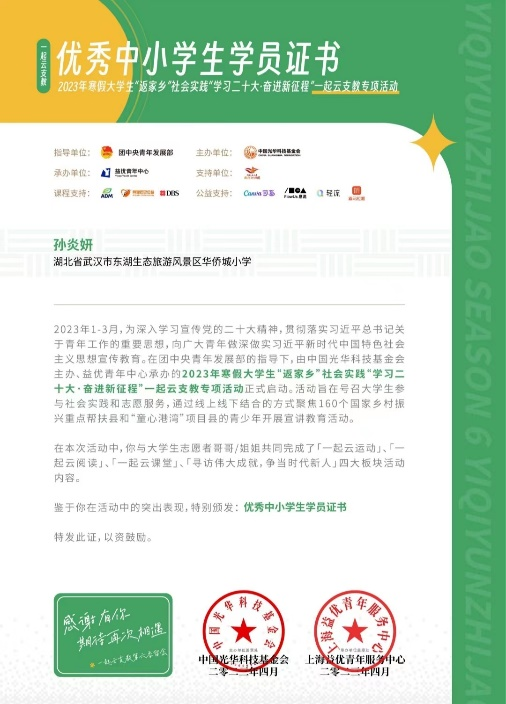 一起云支教
优秀中小学生学员证书
2023年寒假大学生“返家乡”社会实践“学习二十大·奋进新征程”一起云支教专项活动
指导单位： 团中央青年发展部 主办单位： 中国光华科技基金会
承办单位： 益优青年中心 支持单位：
课程支持： ADM DBS 公益支持： Canva可画 轻流
孙炎妍
湖北省武汉市东湖生态旅游风景区华侨城小学
2023年1-3月，为深入学习宣传党的二十大精神，贯彻落实习近平总书记关
于青年工作的重要思想，向广大青年做深做实习近平新时代中国特色社会
主义思想宣传教育。在团中央青年发展部的指导下，由中国光华科技基金会
主办、益优青年中心承办的2023年寒假大学生“返家乡”社会实践“学习二
十大·奋进新征程”一起云支教专项活动正式启动。活动旨在号召大学生参
与社会实践和志愿服务，通过线上线下结合的方式聚焦160个国家乡村振
兴重点帮扶县和“童心港湾”项目县的青少年开展宣讲教育活动。
在本次活动中，你与大学生志愿者哥哥/姐姐共同完成了「一起云运动」、「一
起云阅读」、「一起云课堂」、「寻访伟大成就，争当时代新人」四大板块活动
内容。
鉴于你在活动中的突出表现，特别颁发：优秀中小学生学员证书
特发此证，以资鼓励。
感谢有你
期待再次相遇
中国光华科技基金会
中国光华科技基金会
二〇二三年四月
上海益优青年服务中心
上海益优青年服务中心
二〇二三年四月
YIQIYUNZHIJIAO SEASON 6 YIQIYUNZHIJIAO